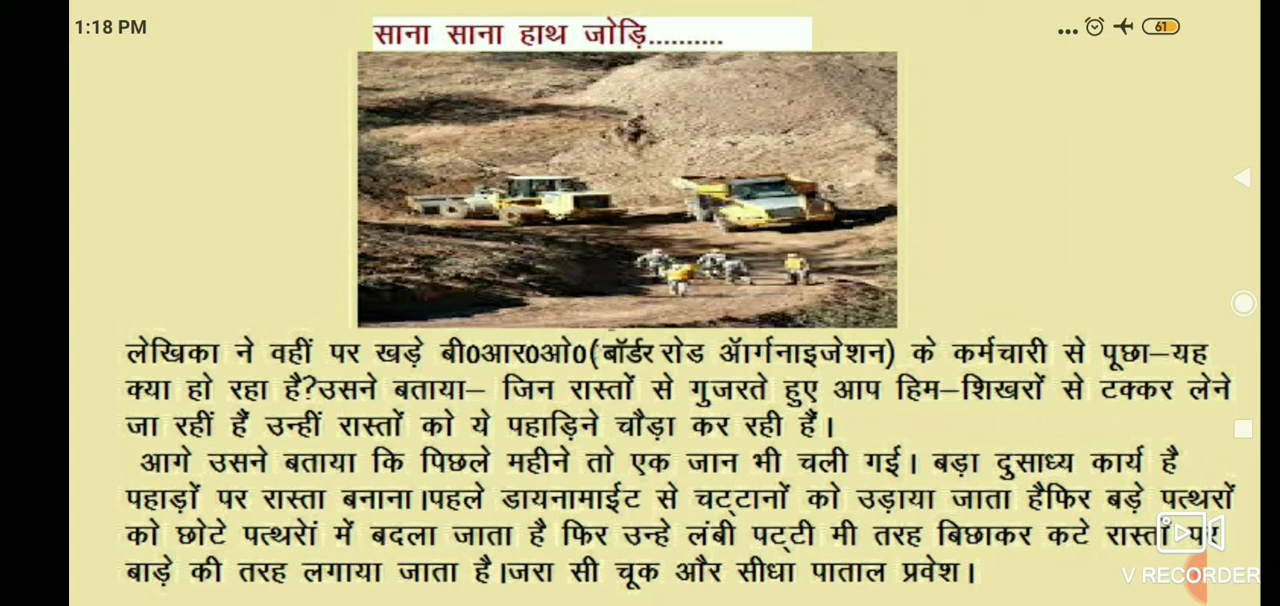 1:18 PM
साना साना हाथ जोड़ि..........
61
लेखिका ने वहीं पर खड़े बी0आर0ओ0(बॉर्डर रोड ऑर्गनाइजेशन) के कर्मचारी से पूछा–यह
क्या हो रहा है?उसने बताया– जिन रास्तों से गुजरते हुए आप हिम–शिखरों से टक्कर लेने
जा रहीं हैं उन्हीं रास्तों को ये पहाड़िने चौड़ा कर रही हैं।
आगे उसने बताया कि पिछले महीने तो एक जान भी चली गई। बड़ा दुसाध्य कार्य है
पहाड़ों पर रास्ता बनाना।पहले डायनामाईट से चट्टानों को उड़ाया जाता हैफिर बड़े पत्थरों
को छोटे पत्थरों में बदला जाता है फिर उन्हे लंबी पट्टी मी तरह बिछाकर कटे रास्तों पर
बाड़े की तरह लगाया जाता है।जरा सी चूक और सीधा पाताल प्रवेश।
V RECORDER